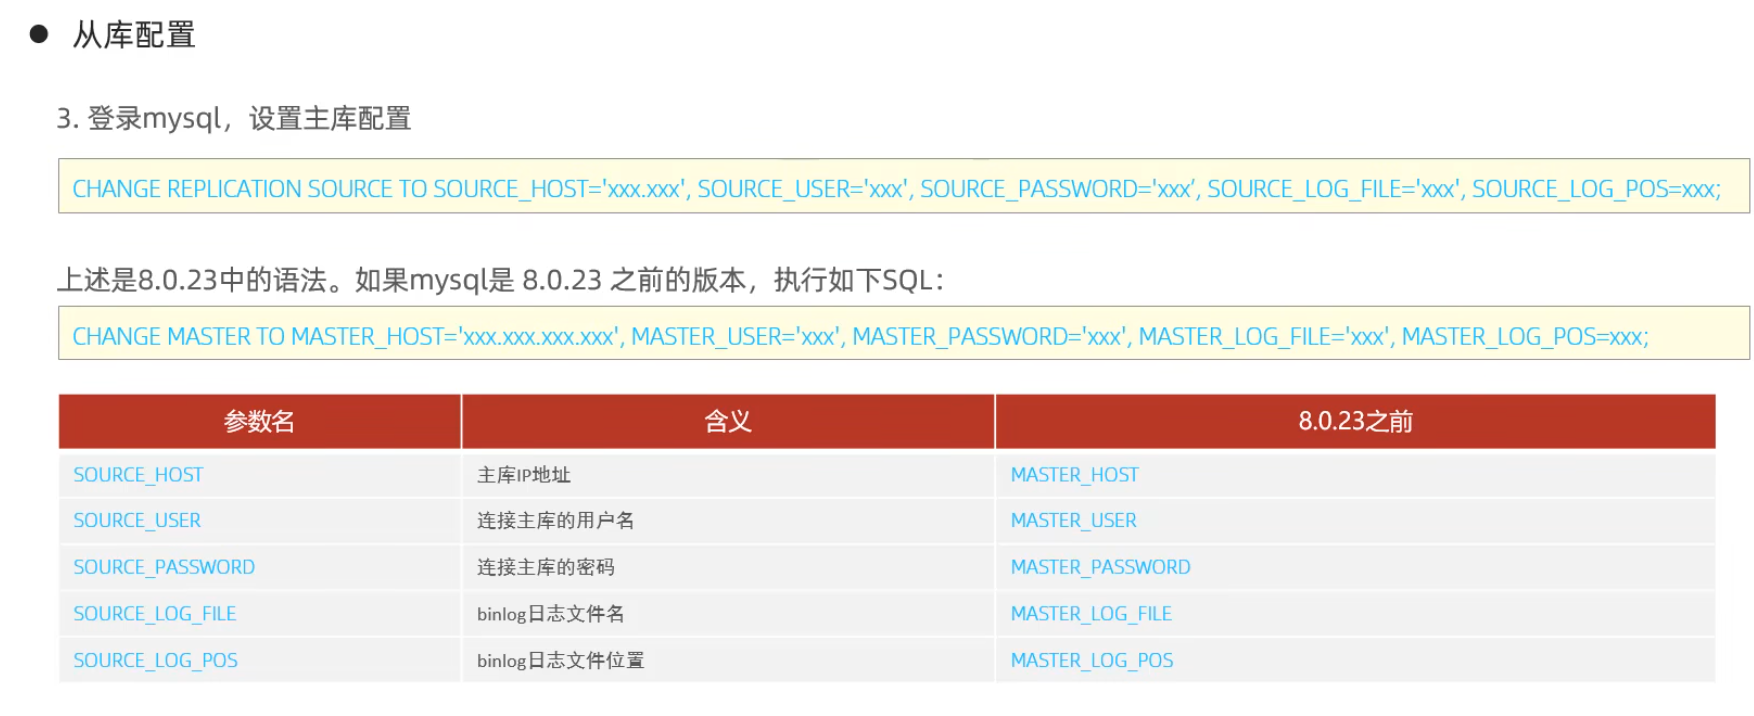 ● 从库配置
3. 登录mysql，设置主库配置
CHANGE REPLICATION SOURCE TO SOURCE_HOST='xxx.xxx', SOURCE_USER='xxx', SOURCE_PASSWORD='xxx’, SOURCE_LOG_FILE='xxx', SOURCE_LOG_POS=xxx;
上述是8.0.23中的语法。如果mysql是 8.0.23 之前的版本，执行如下SQL：
CHANGE MASTER TO MASTER_HOST='xxx.xxx.xxx.xxx', MASTER_USER='xxx', MASTER_PASSWORD='xxx', MASTER_LOG_FILE='xxx', MASTER_LOG_POS=xxx;
参数名 含义 8.0.23之前
SOURCE_HOST 主库IP地址 MASTER_HOST
SOURCE_USER 连接主库的用户名 MASTER_USER
SOURCE_PASSWORD 连接主库的密码 MASTER_PASSWORD
SOURCE_LOG_FILE binlog日志文件名 MASTER_LOG_FILE
SOURCE_LOG_POS binlog日志文件位置 MASTER_LOG_POS